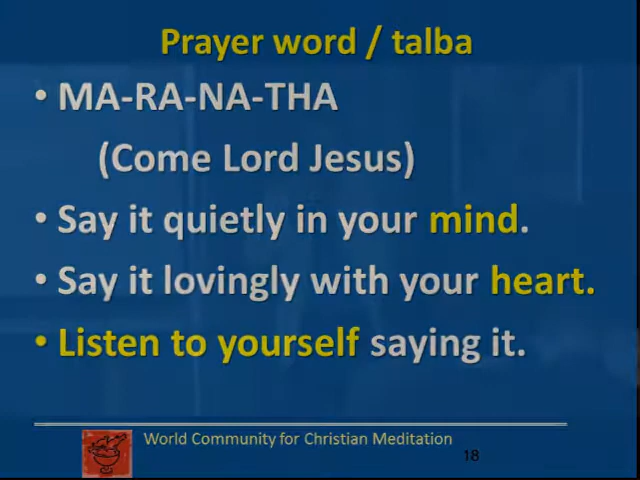 Prayer word / talba
• MA-RA-NA-THA
(Come Lord Jesus)
• Say it quietly in your mind.
• Say it lovingly with your heart.
• Listen to yourself saying it.
World Community for Christian Meditation
18